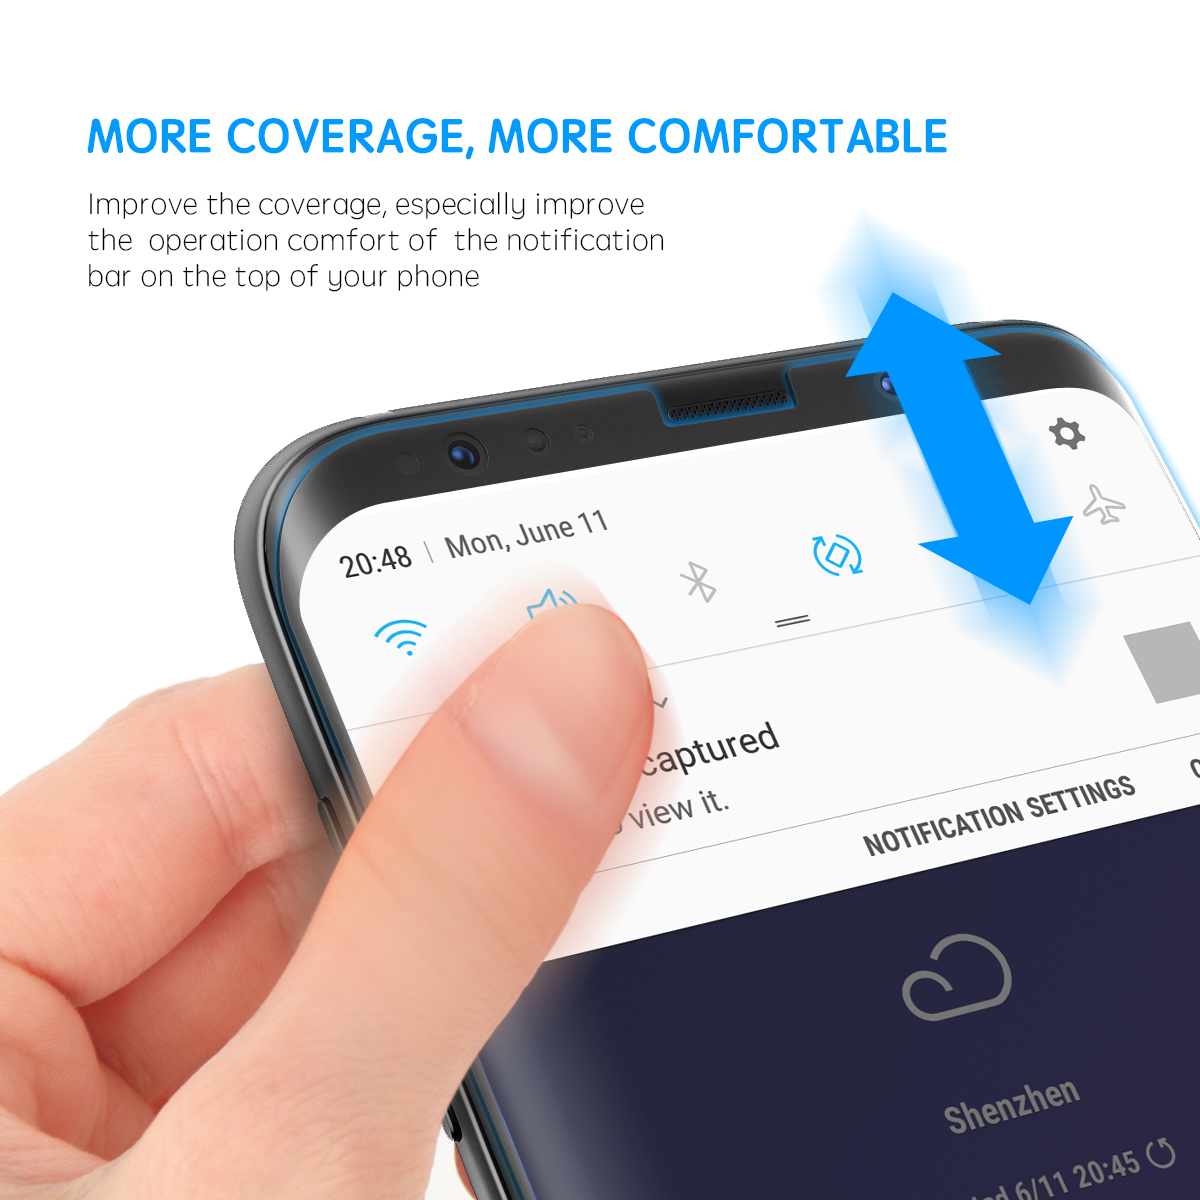 MORE COVERAGE, MORE COMFORTABLE
Improve the coverage, especially improve
the operation comfort of the notification
bar on the top of your phone
20:48 | Mon, June 11
captured
view it.
NOTIFICATION SETTINGS
Shenzhen
6/11 20:45